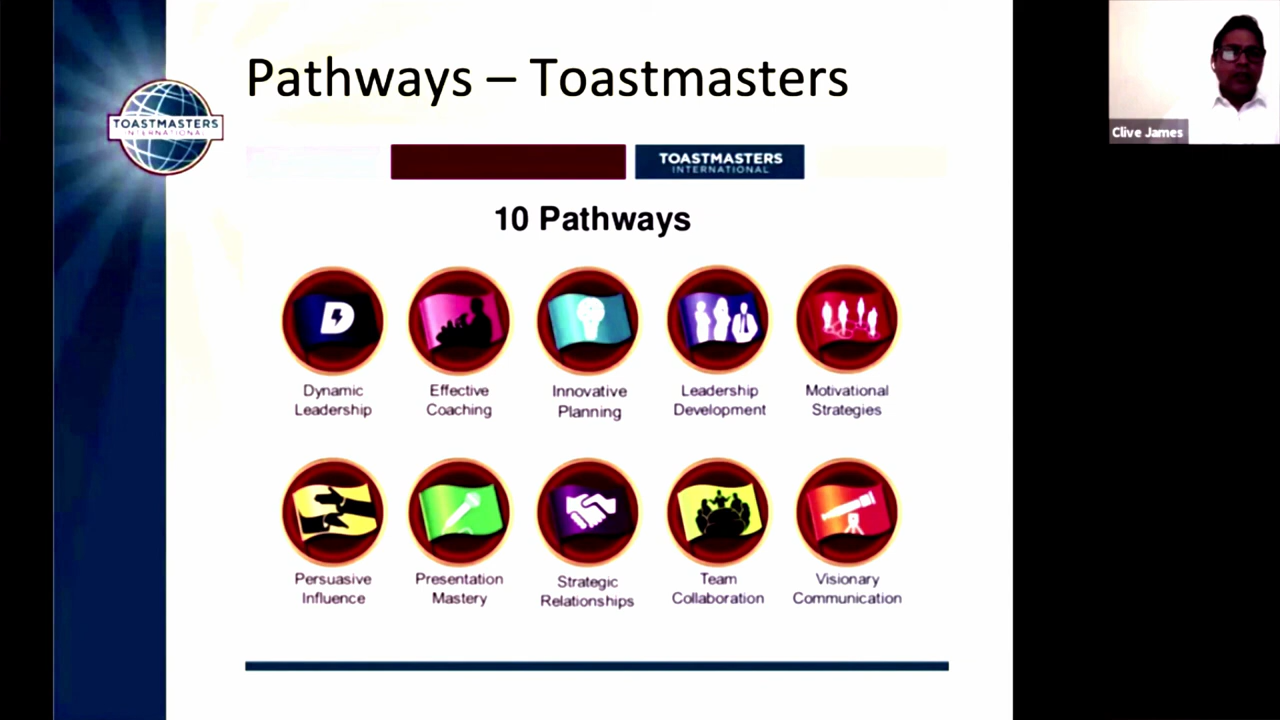 Pathways – Toastmasters
TOASTMASTERS
INTERNATIONAL
Clive James
TOASTMASTERS
INTERNATIONAL
10 Pathways
D
Dynamic
Leadership
Effective
Coaching
Innovative
Planning
Leadership
Development
Motivational
Strategies
Persuasive
Influence
Presentation
Mastery
Strategic
Relationships
Team
Collaboration
Visionary
Communication